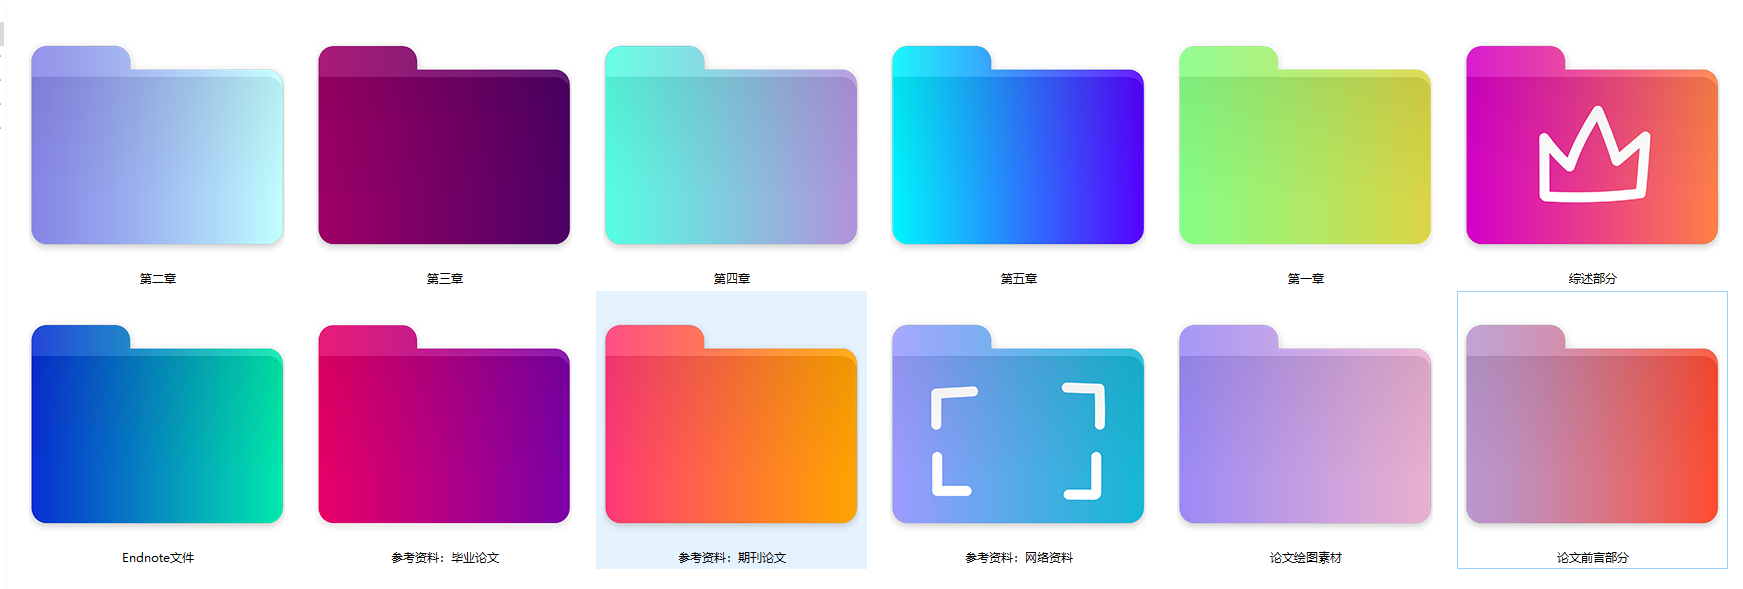 第二章
第三章
第四章
第五章
第一章
综述部分
Endnote文件
参考资料：毕业论文
参考资料：期刊论文
参考资料：网络资料
论文绘图素材
论文前言部分